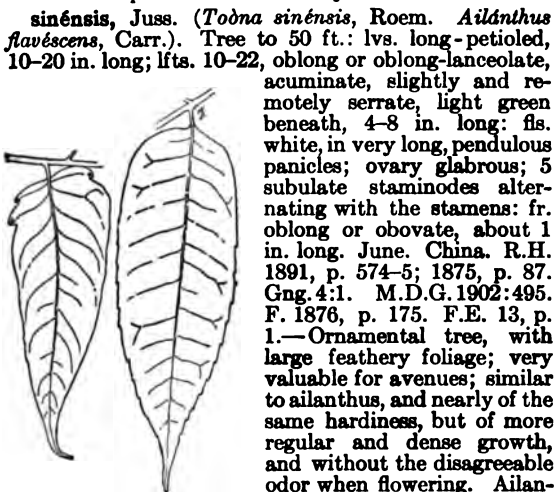 sinénsis, Juss. (Toòna sinénsis, Roem. Ailánthus
flavéscens, Carr.). Tree to 50 ft.: lvs. long-petioled,
10–20 in. long; lfts. 10–22, oblong or oblong-lanceolate,
acuminate, slightly and re-
motely serrate, light green
beneath, 4–8 in. long: fls.
white, in very long, pendulous
panicles; ovary glabrous; 5
subulate staminodes alter-
nating with the stamens: fr.
oblong or obovate, about 1
in. long. June. China. R.H.
1891, p. 574–5; 1875, p. 87.
Gng. 4:1. M.D.G. 1902:495.
F. 1876, p. 175. F.E. 13, p.
1.—Ornamental tree, with
large feathery foliage; very
valuable for avenues; similar
to ailanthus, and nearly of the
same hardiness, but of more
regular and dense growth,
and without the disagreeable
odor when flowering. Ailan-